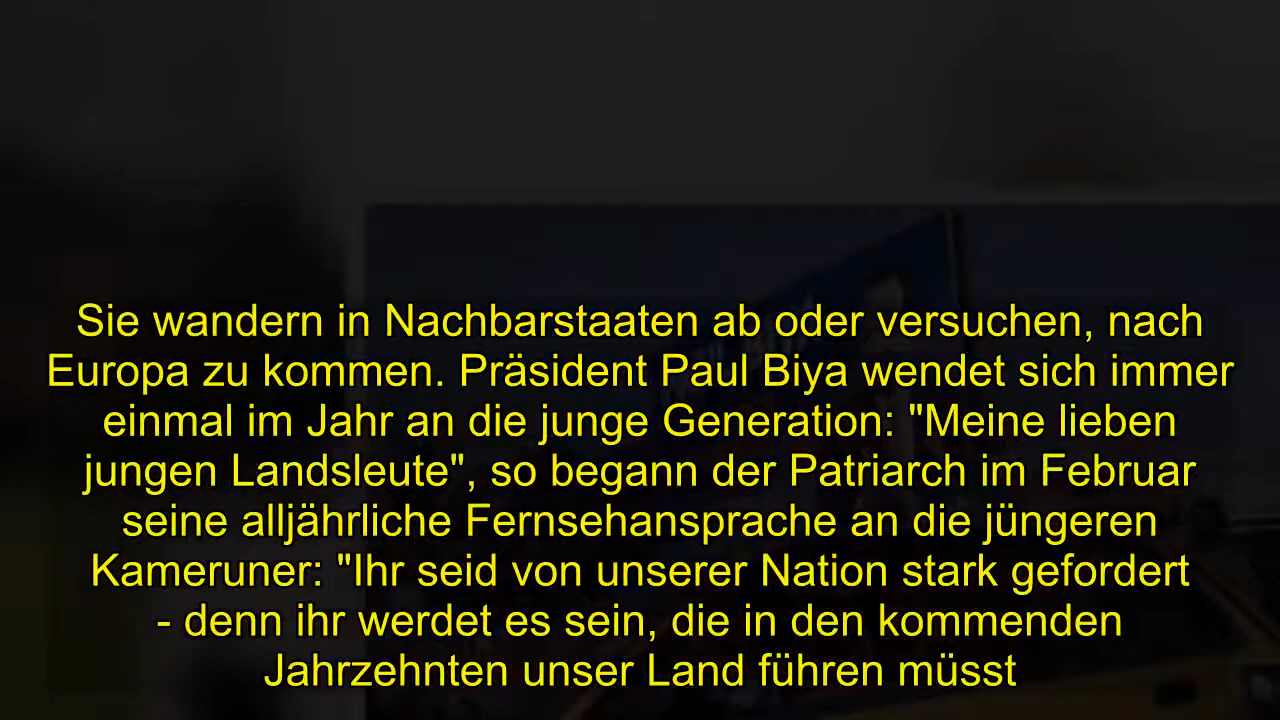 Sie wandern in Nachbarstaaten ab oder versuchen, nach
Europa zu kommen. Präsident Paul Biya wendet sich immer
einmal im Jahr an die junge Generation: "Meine lieben
jungen Landsleute", so begann der Patriarch im Februar
seine alljährliche Fernsehansprache an die jüngeren
Kameruner: "Ihr seid von unserer Nation stark gefordert
- denn ihr werdet es sein, die in den kommenden
Jahrzehnten unser Land führen müsst